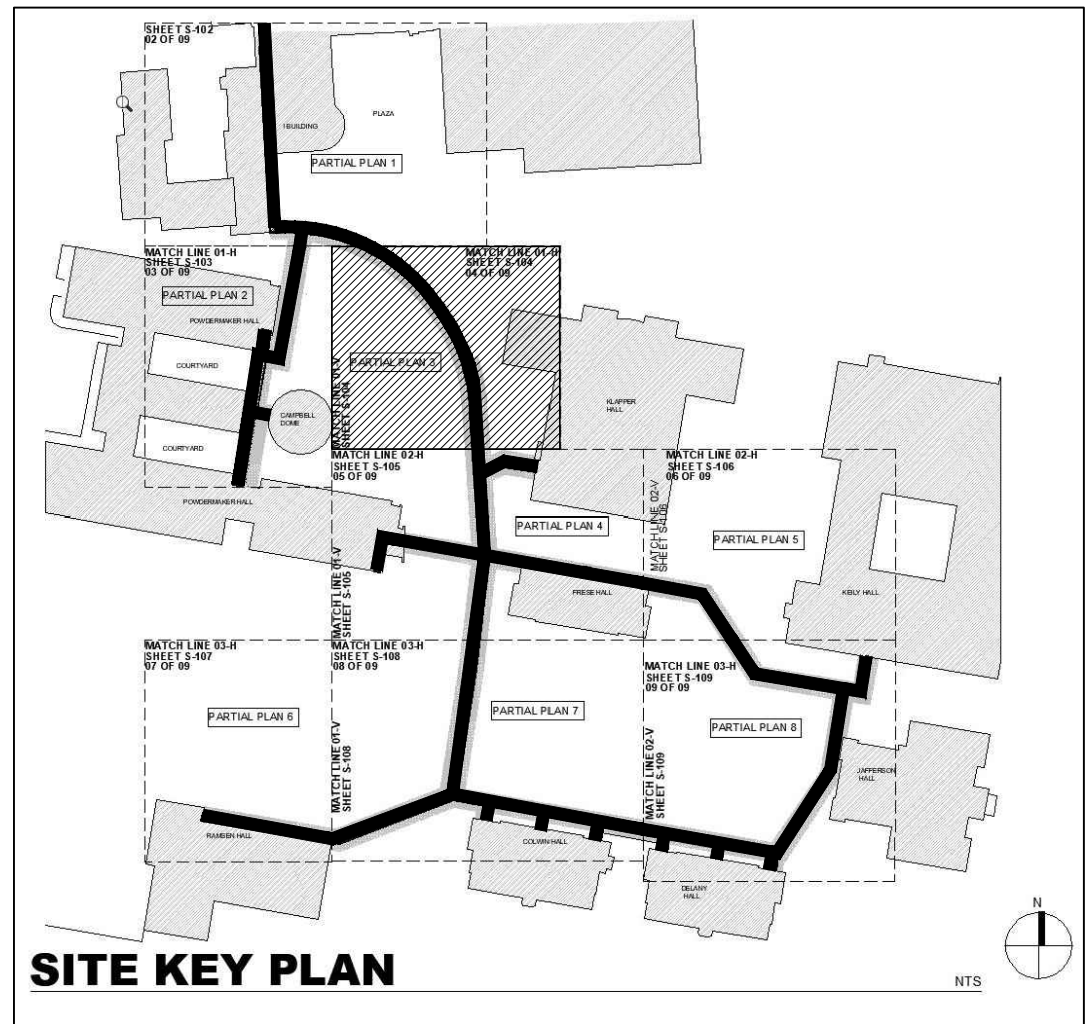 SHEET S-102
02 OF 09
PLAZA
I BUILDING
PARTIAL PLAN 1
MATCH LINE 01-H
SHEET S-103
03 OF 09
MATCH LINE 01-H
SHEET S-104
04 OF 09
PARTIAL PLAN 2
POWDERMAKER HALL
COURTYARD
PARTIAL PLAN 3
MATCH LINE 01-V
SHEET S-104
KLAPPER
HALL
CAMPBELL
DOME
COURTYARD
MATCH LINE 02-H
SHEET S-105
05 OF 09
MATCH LINE 02-H
SHEET S-106
06 OF 09
POWDERMAKER HALL
MATCH LINE 02-V
SHEET S-106
PARTIAL PLAN 4
PARTIAL PLAN 5
MATCH LINE 01-V
SHEET S-105
FRESE HALL
KEILY HALL
MATCH LINE 03-H
SHEET S-107
07 OF 09
MATCH LINE 03-H
SHEET S-108
08 OF 09
MATCH LINE 03-H
SHEET S-109
09 OF 09
PARTIAL PLAN 6
PARTIAL PLAN 7
PARTIAL PLAN 8
MATCH LINE 01-V
SHEET S-108
MATCH LINE 02-V
SHEET S-109
JAFFERSON
HALL
RAMSEN HALL
COLWIN HALL
DELANY
HALL
N
SITE KEY PLAN
NTS